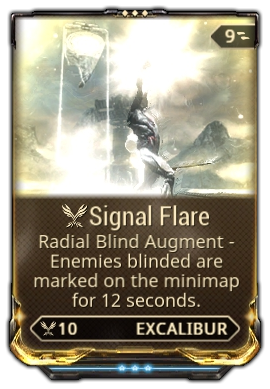 9
Signal Flare
Radial Blind Augment -
Enemies blinded are
marked on the minimap
for 12 seconds.
10 EXCALIBUR